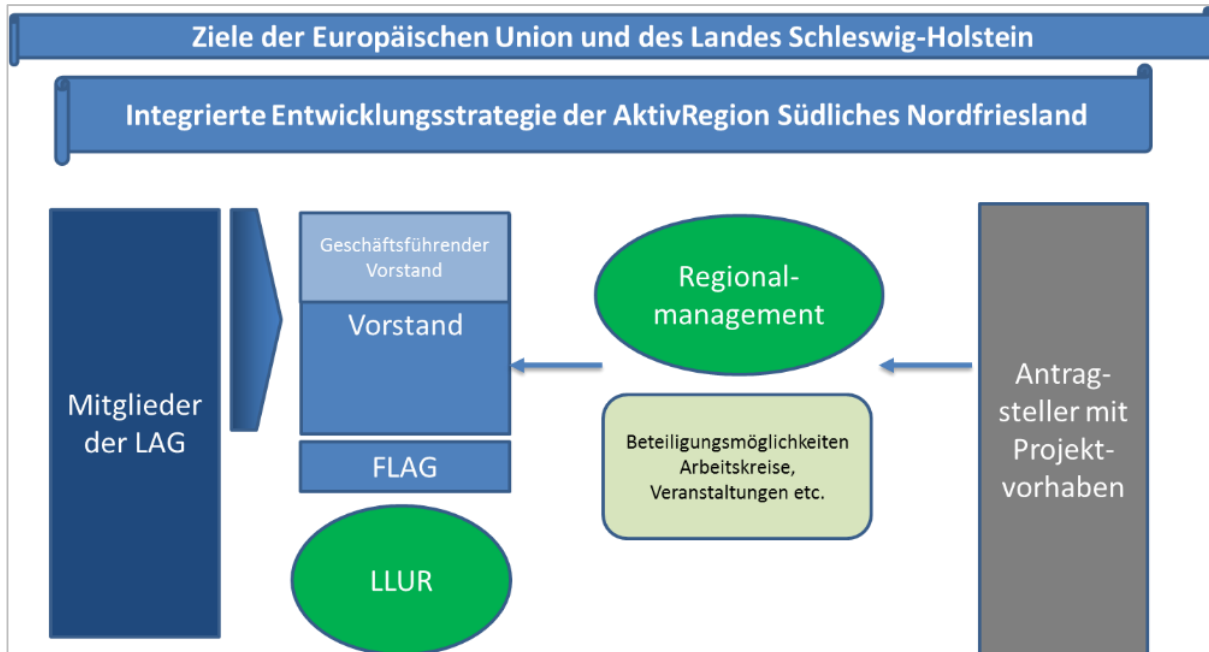 Ziele der Europäischen Union und des Landes Schleswig-Holstein
Integrierte Entwicklungsstrategie der AktivRegion Südliches Nordfriesland
Mitglieder
der LAG
Geschäftsführender
Vorstand
Vorstand
FLAG
LLUR
Regional-
management
Beteiligungsmöglichkeiten
Arbeitskreise,
Veranstaltungen etc.
Antrag-
steller mit
Projekt-
vorhaben